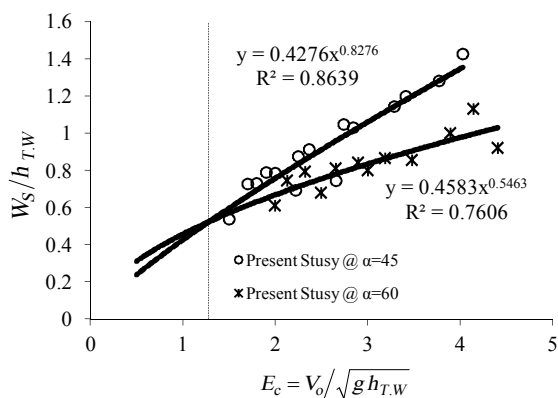 1.6
1.4
1.2
1
0.8
0.6
0.4
0.2
0
W_S/h_{T.W}
y = 0.4276x^{0.8276}
R² = 0.8639
y = 0.4583x^{0.5463}
R² = 0.7606
Present Stusy @ α=45
Present Stusy @ α=60
0 1 2 3 4 5
E_c = V_o/√g h_{T.W}